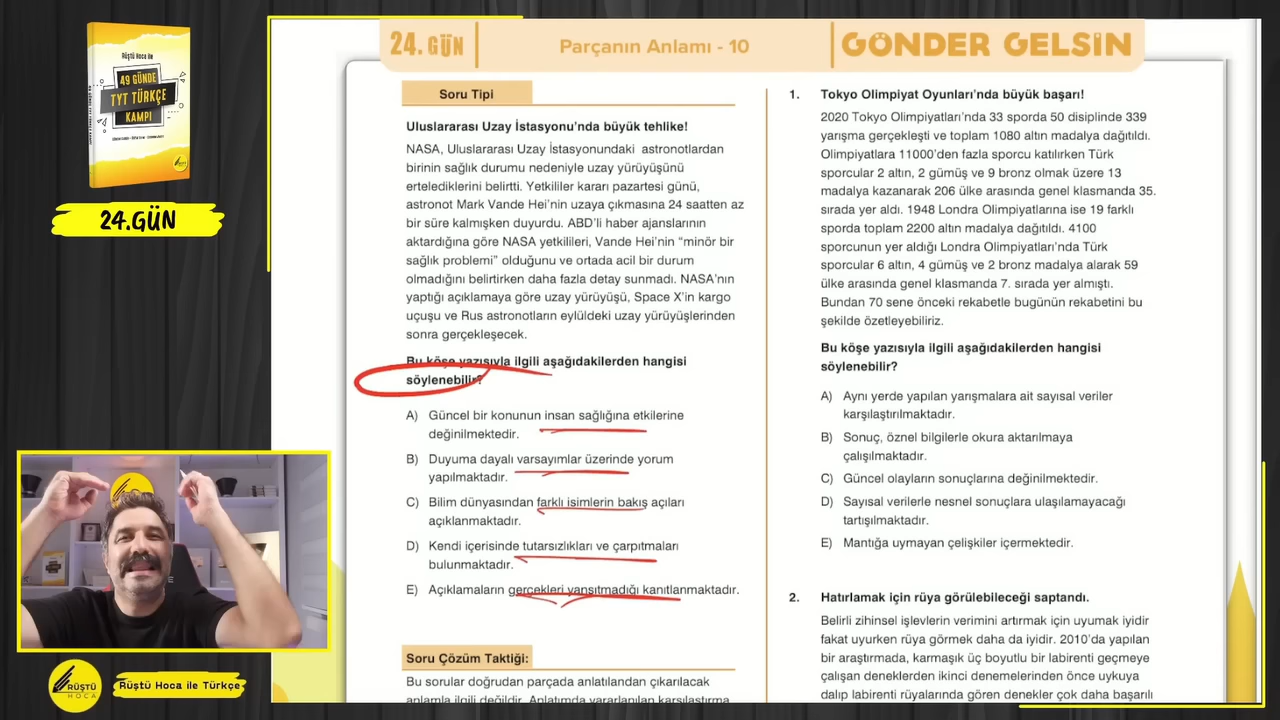 Rüştü Hoca ile
49 GÜNDE
TYT TÜRKÇE
KAMPI
24.GÜN
RÜŞTÜ
HOCA
Rüştü Hoca ile Türkçe
24. GÜN
Parçanın Anlamı - 10
GÖNDER GELSİN
Soru Tipi
Uluslararası Uzay İstasyonu'nda büyük tehlike!
NASA, Uluslararası Uzay İstasyonundaki astronotlardan
birinin sağlık durumu nedeniyle uzay yürüyüşünü
ertelediklerini belirtti. Yetkililer kararı pazartesi günü,
astronot Mark Vande Hei'nin uzaya çıkmasına 24 saatten az
bir süre kalmışken duyurdu. ABD'li haber ajanslarının
aktardığına göre NASA yetkilileri, Vande Hei'nin "minör bir
sağlık problemi" olduğunu ve ortada acil bir durum
olmadığını belirtirken daha fazla detay sunmadı. NASA'nın
yaptığı açıklamaya göre uzay yürüyüşü, Space X'in kargo
uçuşu ve Rus astronotların eylüldeki uzay yürüyüşlerinden
sonra gerçekleşecek.
Bu köşe yazısıyla ilgili aşağıdakilerden hangisi
söylenebilir?
A) Güncel bir konunun insan sağlığına etkilerine
değinilmektedir.
B) Duyuma dayalı varsayımlar üzerinde yorum
yapılmaktadır.
C) Bilim dünyasından farklı isimlerin bakış açıları
açıklanmaktadır.
D) Kendi içerisinde tutarsızlıkları ve çarpıtmaları
bulunmaktadır.
E) Açıklamaların gerçekleri yansıtmadığı kanıtlanmaktadır.
Soru Çözüm Taktiği:
Bu sorular doğrudan parçada anlatılandan çıkarılacak
anlamla ilgili değildir. Anlatımda yararlanılan karşılaştırma
1. Tokyo Olimpiyat Oyunları'nda büyük başarı!
2020 Tokyo Olimpiyatları'nda 33 sporda 50 disiplinde 339
yarışma gerçekleşti ve toplam 1080 altın madalya dağıtıldı.
Olimpiyatlara 11000'den fazla sporcu katılırken Türk
sporcular 2 altın, 2 gümüş ve 9 bronz olmak üzere 13
madalya kazanarak 206 ülke arasında genel klasmanda 35.
sırada yer aldı. 1948 Londra Olimpiyatlarına ise 19 farklı
sporda toplam 2200 altın madalya dağıtıldı. 4100
sporcunun yer aldığı Londra Olimpiyatları'nda Türk
sporcular 6 altın, 4 gümüş ve 2 bronz madalya alarak 59
ülke arasında genel klasmanda 7. sırada yer almıştı.
Bundan 70 sene önceki rekabetle bugünün rekabetini bu
şekilde özetleyebiliriz.
Bu köşe yazısıyla ilgili aşağıdakilerden hangisi
söylenebilir?
A) Aynı yerde yapılan yarışmalara ait sayısal veriler
karşılaştırılmaktadır.
B) Sonuç, öznel bilgilerle okura aktarılmaya
çalışılmaktadır.
C) Güncel olayların sonuçlarına değinilmektedir.
D) Sayısal verilerle nesnel sonuçlara ulaşılamayacağı
tartışılmaktadır.
E) Mantığa uymayan çelişkiler içermektedir.
2. Hatırlamak için rüya görülebileceği saptandı.
Belirli zihinsel işlevlerin verimini artırmak için uyumak iyidir
fakat uyurken rüya görmek daha da iyidir. 2010'da yapılan
bir araştırmada, karmaşık üç boyutlu bir labirenti geçmeye
çalışan deneklerden ikinci denemelerinden önce uykuya
dalıp labirenti rüyalarında gören denekler çok daha başarılı